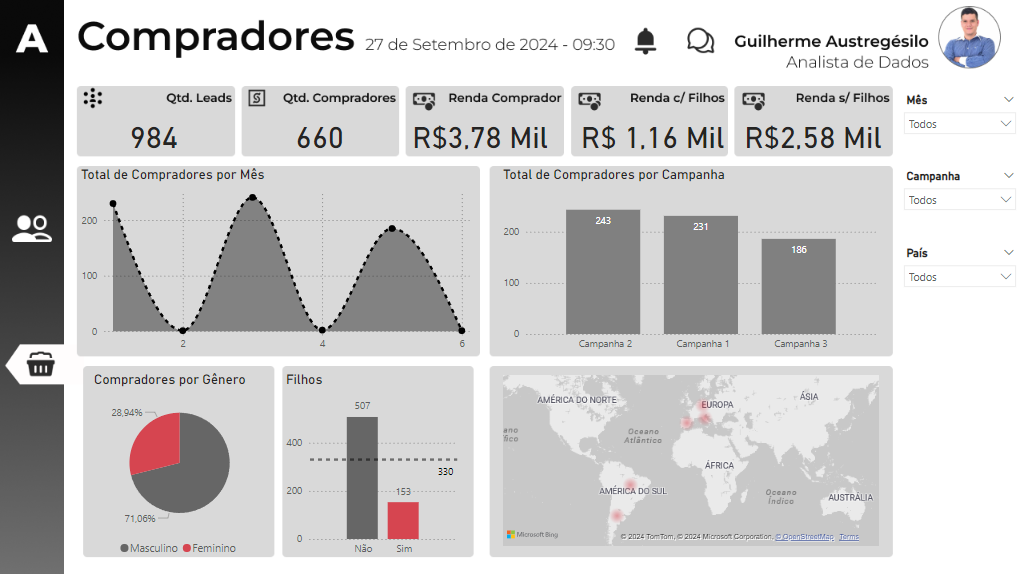 A
Compradores
27 de Setembro de 2024 - 09:30
Guilherme Austregésilo
Analista de Dados
Qtd. Leads
984
Qtd. Compradores
660
Renda Comprador
R$3,78 Mil
Renda c/ Filhos
R$ 1,16 Mil
Renda s/ Filhos
R$2,58 Mil
Mês
Todos
Campanha
Todos
País
Todos
Total de Compradores por Mês
200
100
0
2
4
6
Total de Compradores por Campanha
200
100
0
243
231
186
Campanha 2
Campanha 1
Campanha 3
Compradores por Gênero
28,94%
71,06%
Masculino
Feminino
Filhos
400
200
0
507
330
153
Não
Sim
AMÉRICA DO NORTE
EUROPA
ÁSIA
ano
fico
Oceano
Atlântico
ÁFRICA
AMÉRICA DO SUL
Oceano
Índico
AUSTRÁLIA
Microsoft Bing
© 2024 TomTom, © 2024 Microsoft Corporation, © OpenStreetMap Terms